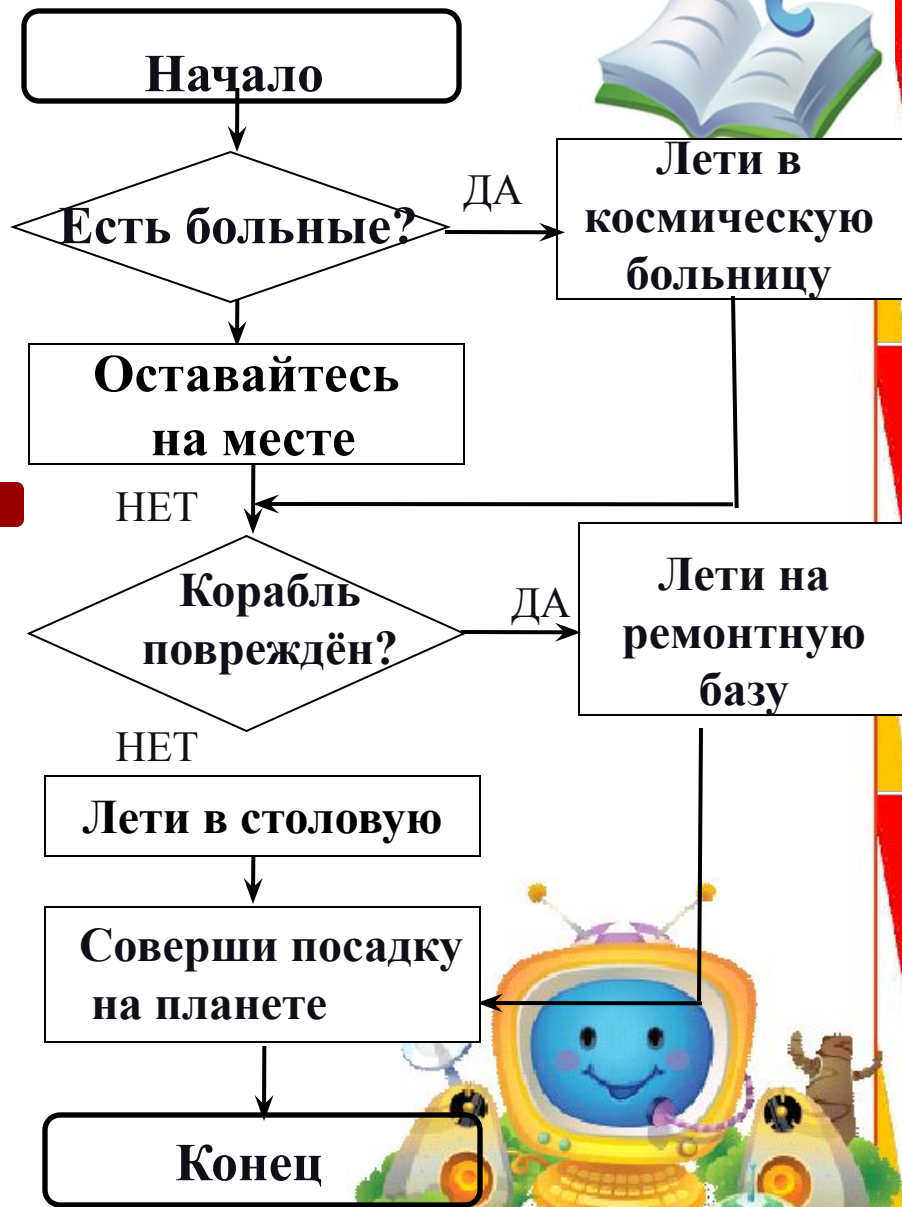 Начало
Есть больные?
ДА
Лети в
космическую
больницу
Оставайтесь
на месте
НЕТ
Корабль
повреждён?
ДА
Лети на
ремонтную
базу
НЕТ
Лети в столовую
Соверши посадку
на планете
Конец